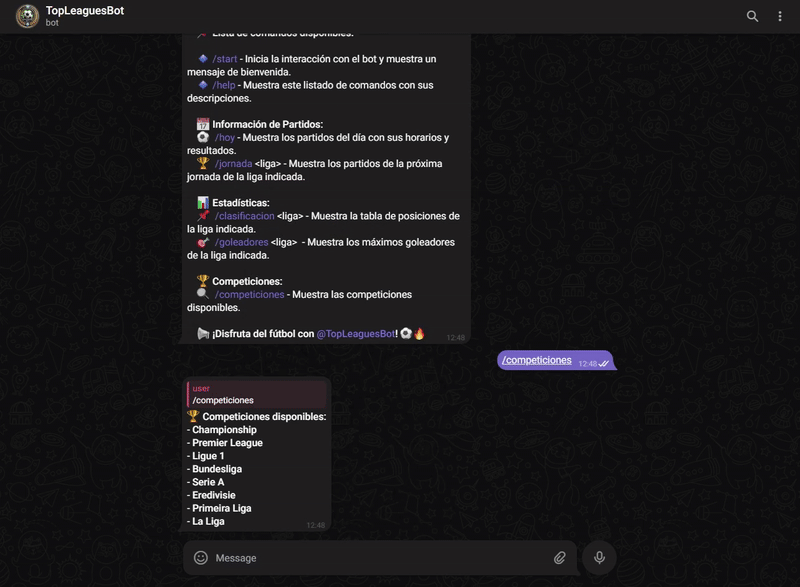 TopLeaguesBot
bot
Lista de comandos disponibles:
/start - Inicia la interacción con el bot y muestra un
mensaje de bienvenida.
/help - Muestra este listado de comandos con sus
descripciones.
Información de Partidos:
/hoy - Muestra los partidos del día con sus horarios y
resultados.
/jornada <liga> - Muestra los partidos de la próxima
jornada de la liga indicada.
Estadísticas:
/clasificacion <liga> - Muestra la tabla de posiciones de
la liga indicada.
/goleadores <liga> - Muestra los máximos goleadores
de la liga indicada.
Competiciones:
/competiciones - Muestra las competiciones
disponibles.
¡Disfruta del fútbol con @TopLeaguesBot!
12:48
/competiciones 12:48
user
/competiciones
Competiciones disponibles:
- Championship
- Premier League
- Ligue 1
- Bundesliga
- Serie A
- Eredivisie
- Primeira Liga
- La Liga
12:48
Message